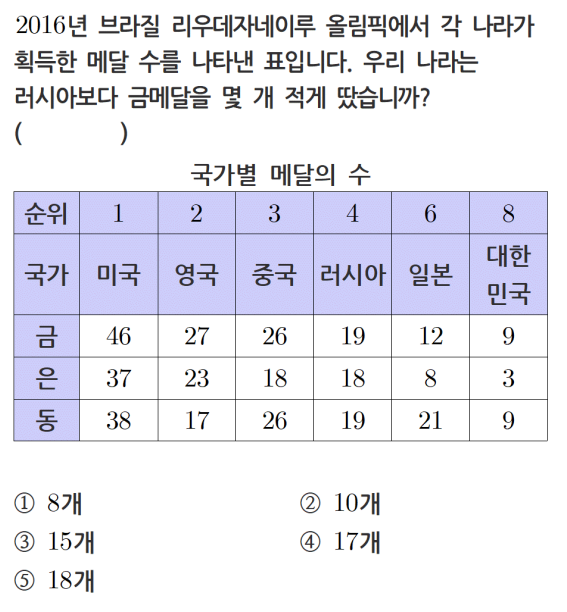 2016년 브라질 리우데자네이루 올림픽에서 각 나라가
획득한 메달 수를 나타낸 표입니다. 우리 나라는
러시아보다 금메달을 몇 개 적게 땄습니까?
(          )
국가별 메달의 수
순위 1 2 3 4 6 8
국가 미국 영국 중국 러시아 일본 대한
민국
금 46 27 26 19 12 9
은 37 23 18 18 8 3
동 38 17 26 19 21 9
① 8개 ② 10개
③ 15개 ④ 17개
⑤ 18개